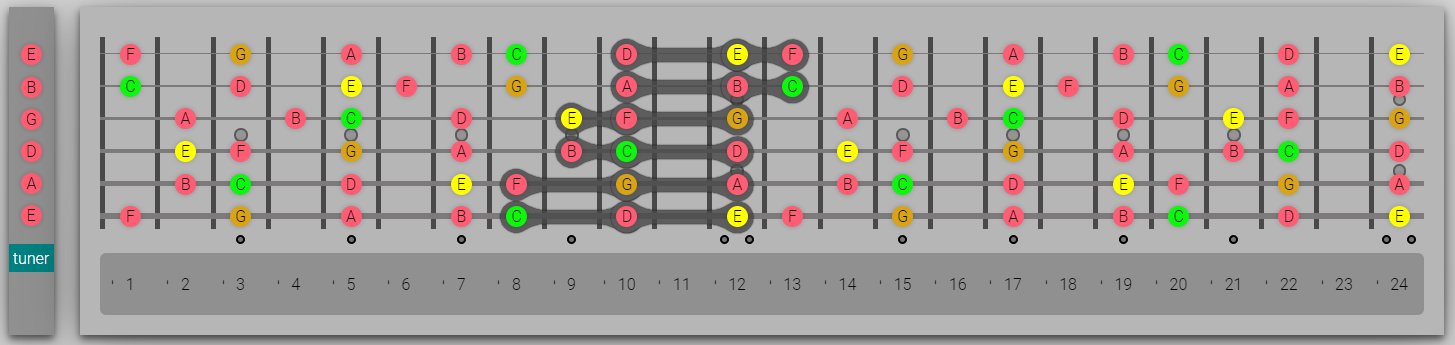 E F G A B C D E F G A B C D E
B C D E F G A B C D E F G A B
G A B C D E F G A B C D E F G
D E F G A B C D E F G A B C D
A B C D E F G A B C D E F G A
E F G A B C D E F G A B C D E
tuner
1 2 3 4 5 6 7 8 9 10 11 12 13 14 15 16 17 18 19 20 21 22 23 24